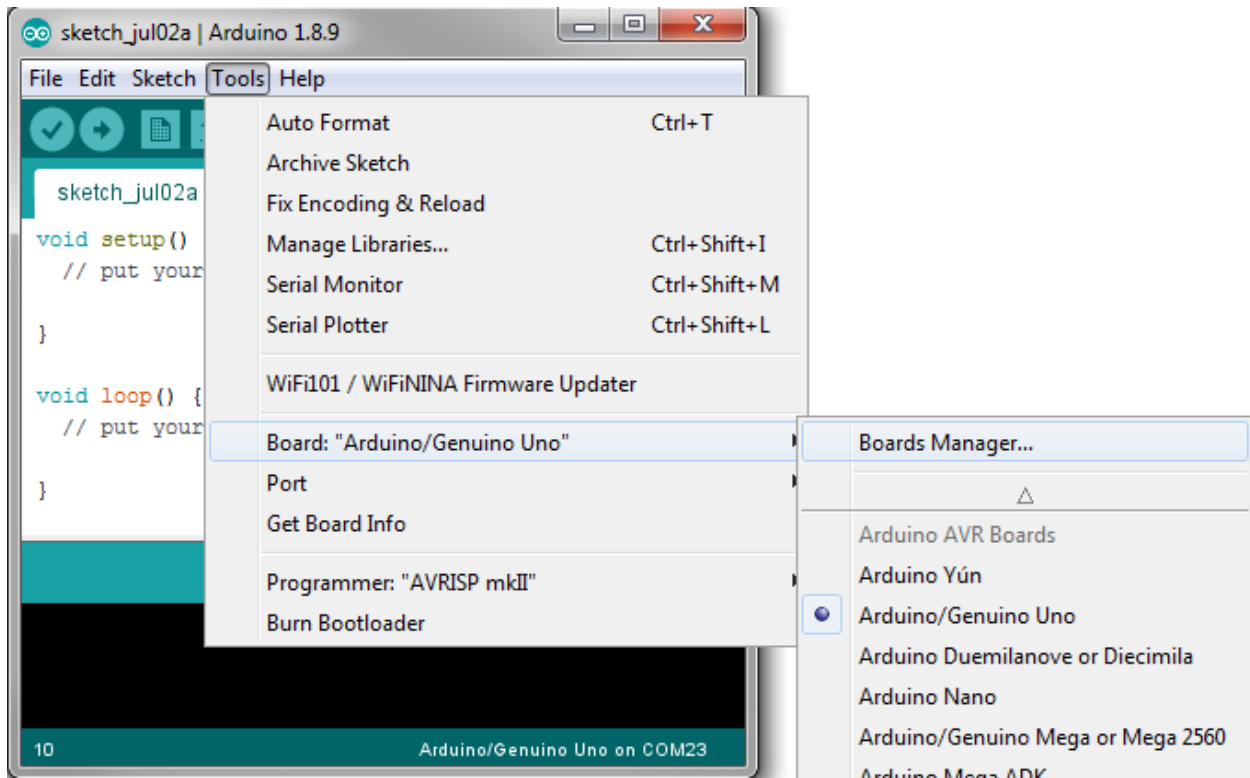 sketch_jul02a | Arduino 1.8.9
File Edit Sketch Tools Help
sketch_jul02a
void setup()
// put your
}
void loop() {
// put your
}
Auto Format Ctrl+T
Archive Sketch
Fix Encoding & Reload
Manage Libraries... Ctrl+Shift+I
Serial Monitor Ctrl+Shift+M
Serial Plotter Ctrl+Shift+L
WiFi101 / WiFiNINA Firmware Updater
Board: "Arduino/Genuino Uno"
Port
Get Board Info
Programmer: "AVRISP mkII"
Burn Bootloader
Boards Manager...
Arduino AVR Boards
Arduino Yún
Arduino/Genuino Uno
Arduino Duemilanove or Diecimila
Arduino Nano
Arduino/Genuino Mega or Mega 2560
Arduino Mega ADK
10 Arduino/Genuino Uno on COM23